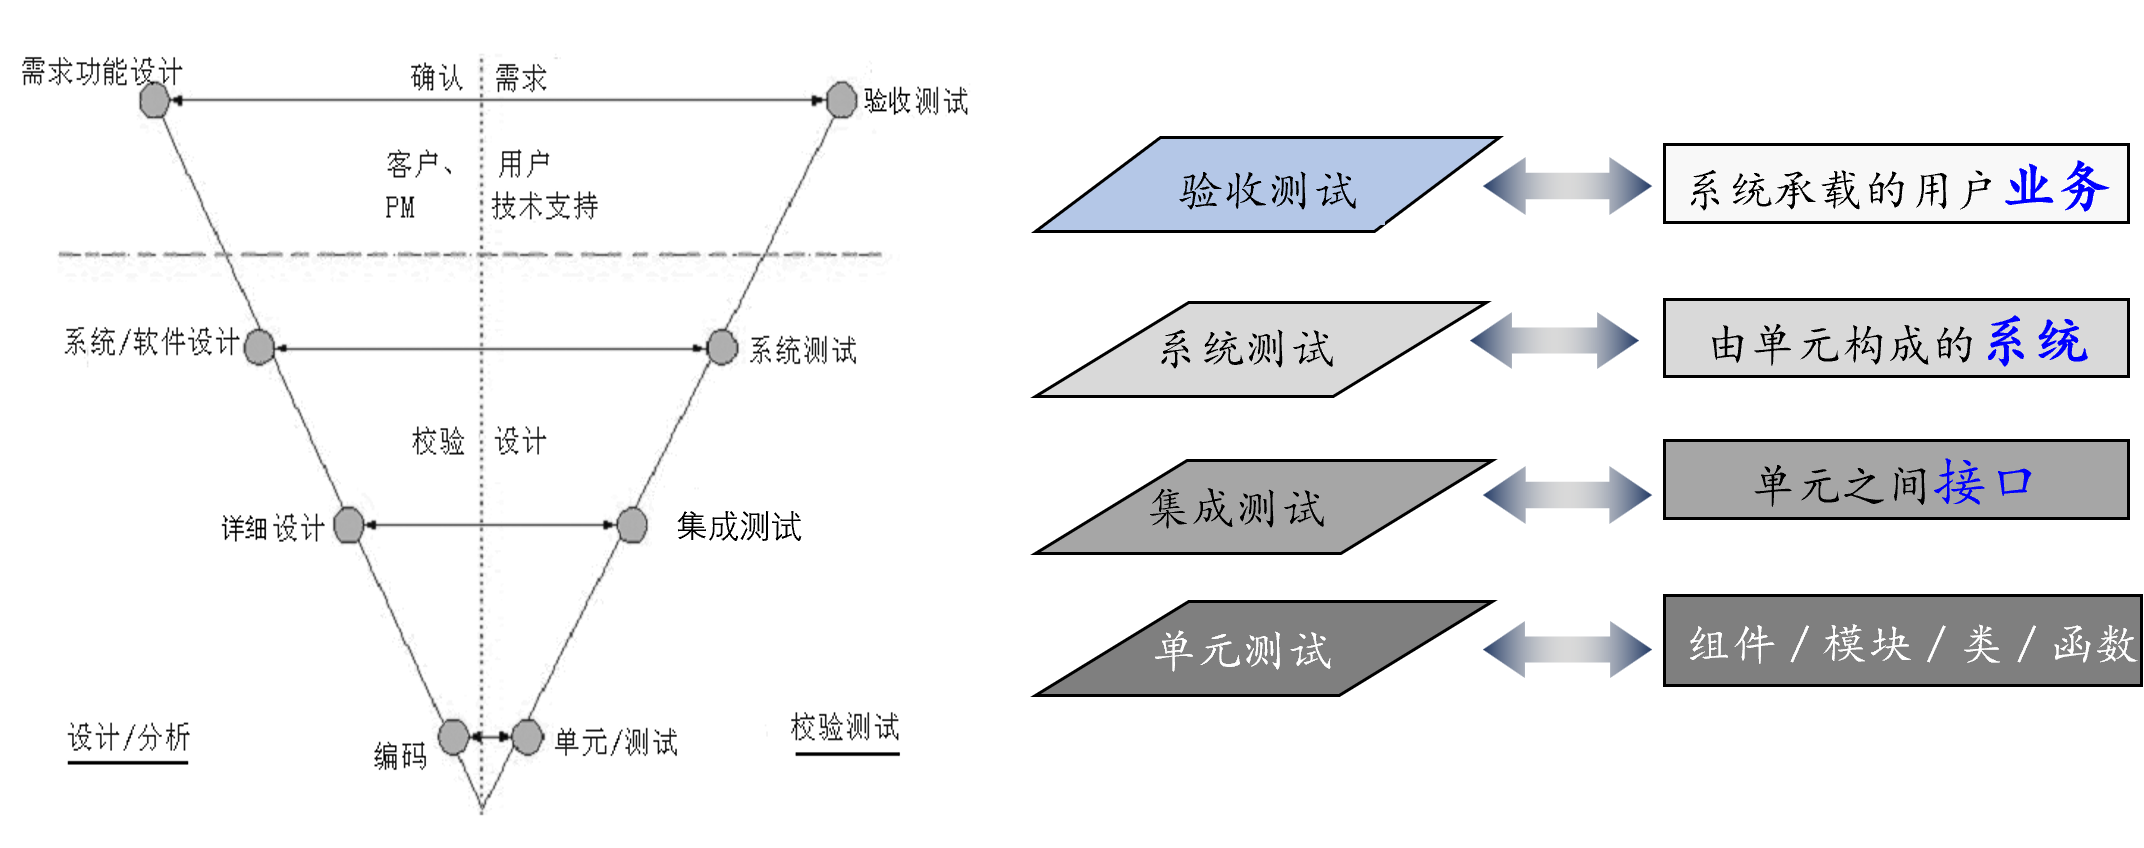 需求功能设计
确认 需求
验收测试
客户、 用户
PM 技术支持
系统/软件设计
系统测试
校验 设计
详细设计
集成测试
设计/分析
编码
单元/测试
校验测试
验收测试
系统承载的用户业务
系统测试
由单元构成的系统
集成测试
单元之间接口
单元测试
组件/模块/类/函数